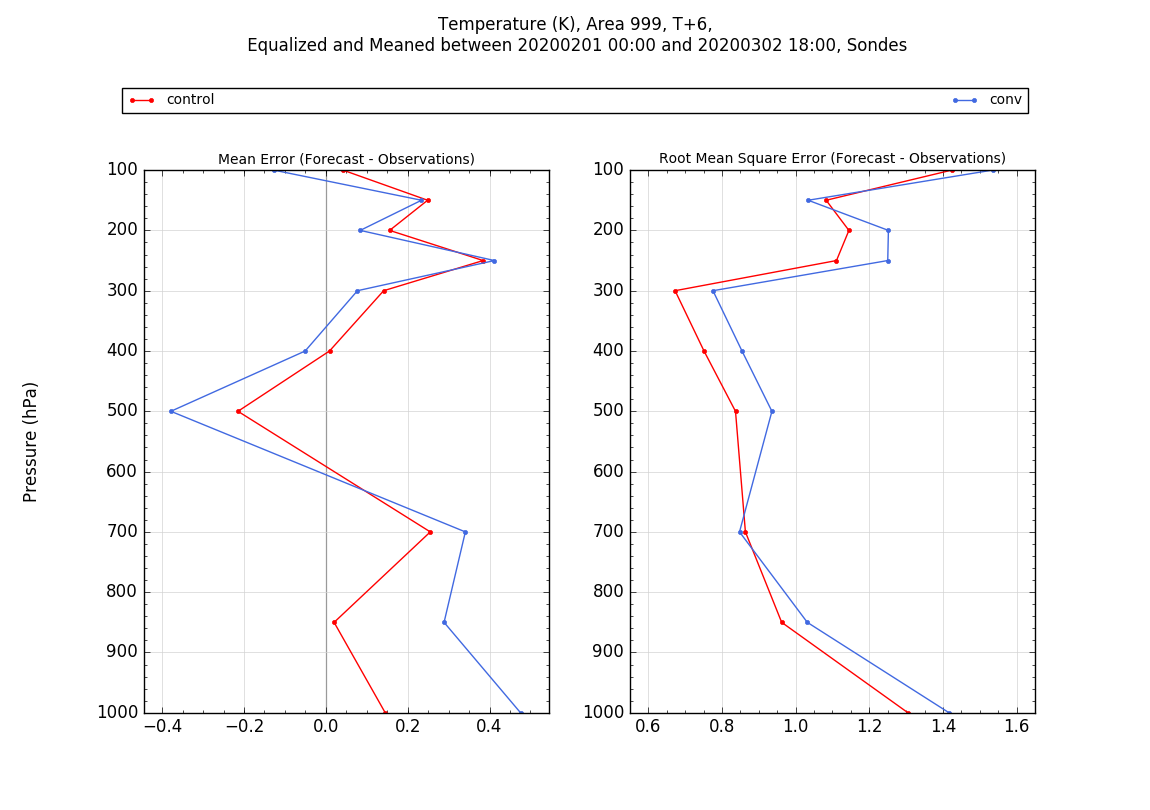 Temperature (K), Area 999, T+6,
Equalized and Meaned between 20200201 00:00 and 20200302 18:00, Sondes
control conv
Mean Error (Forecast - Observations)
Root Mean Square Error (Forecast - Observations)
Pressure (hPa)
100
200
300
400
500
600
700
800
900
1000
−0.4 −0.2 0.0 0.2 0.4
100
200
300
400
500
600
700
800
900
1000
0.6 0.8 1.0 1.2 1.4 1.6